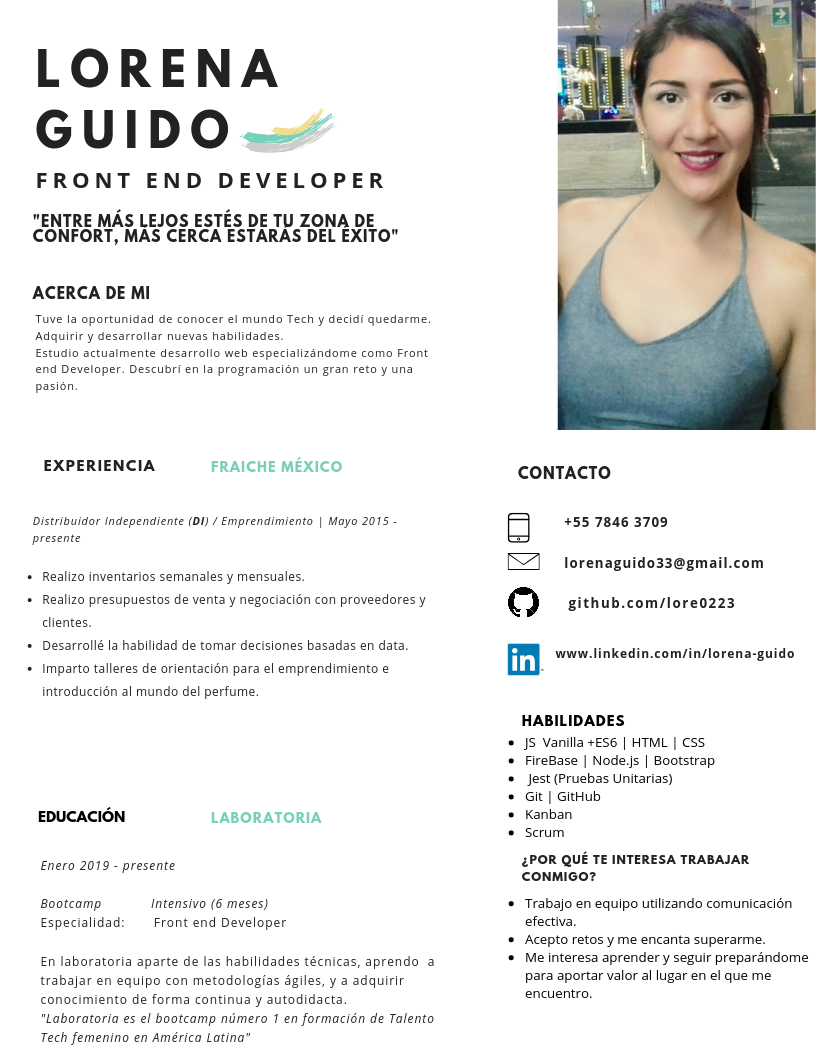 LORENA
GUIDO
FRONT END DEVELOPER
"ENTRE MÁS LEJOS ESTÉS DE TU ZONA DE
CONFORT, MÁS CERCA ESTARÁS DEL ÉXITO"
ACERCA DE MI
Tuve la oportunidad de conocer el mundo Tech y decidí quedarme.
Adquirir y desarrollar nuevas habilidades.
Estudio actualmente desarrollo web especializándome como Front
end Developer. Descubrí en la programación un gran reto y una
pasión.
EXPERIENCIA FRAICHE MÉXICO
Distribuidor Independiente (DI) / Emprendimiento | Mayo 2015 -
presente
• Realizo inventarios semanales y mensuales.
• Realizo presupuestos de venta y negociación con proveedores y
clientes.
• Desarrollé la habilidad de tomar decisiones basadas en data.
• Imparto talleres de orientación para el emprendimiento e
introducción al mundo del perfume.
EDUCACIÓN LABORATORIA
Enero 2019 - presente
Bootcamp Intensivo (6 meses)
Especialidad: Front end Developer
En laboratoria aparte de las habilidades técnicas, aprendo a
trabajar en equipo con metodologías ágiles, y a adquirir
conocimiento de forma continua y autodidacta.
"Laboratoria es el bootcamp número 1 en formación de Talento
Tech femenino en América Latina"
CONTACTO
+55 7846 3709
lorenaguido33@gmail.com
github.com/lore0223
in www.linkedin.com/in/lorena-guido
HABILIDADES
• JS Vanilla +ES6 | HTML | CSS
• FireBase | Node.js | Bootstrap
• Jest (Pruebas Unitarias)
• Git | GitHub
• Kanban
• Scrum
¿POR QUÉ TE INTERESA TRABAJAR
CONMIGO?
• Trabajo en equipo utilizando comunicación
efectiva.
• Acepto retos y me encanta superarme.
• Me interesa aprender y seguir preparándome
para aportar valor al lugar en el que me
encuentro.